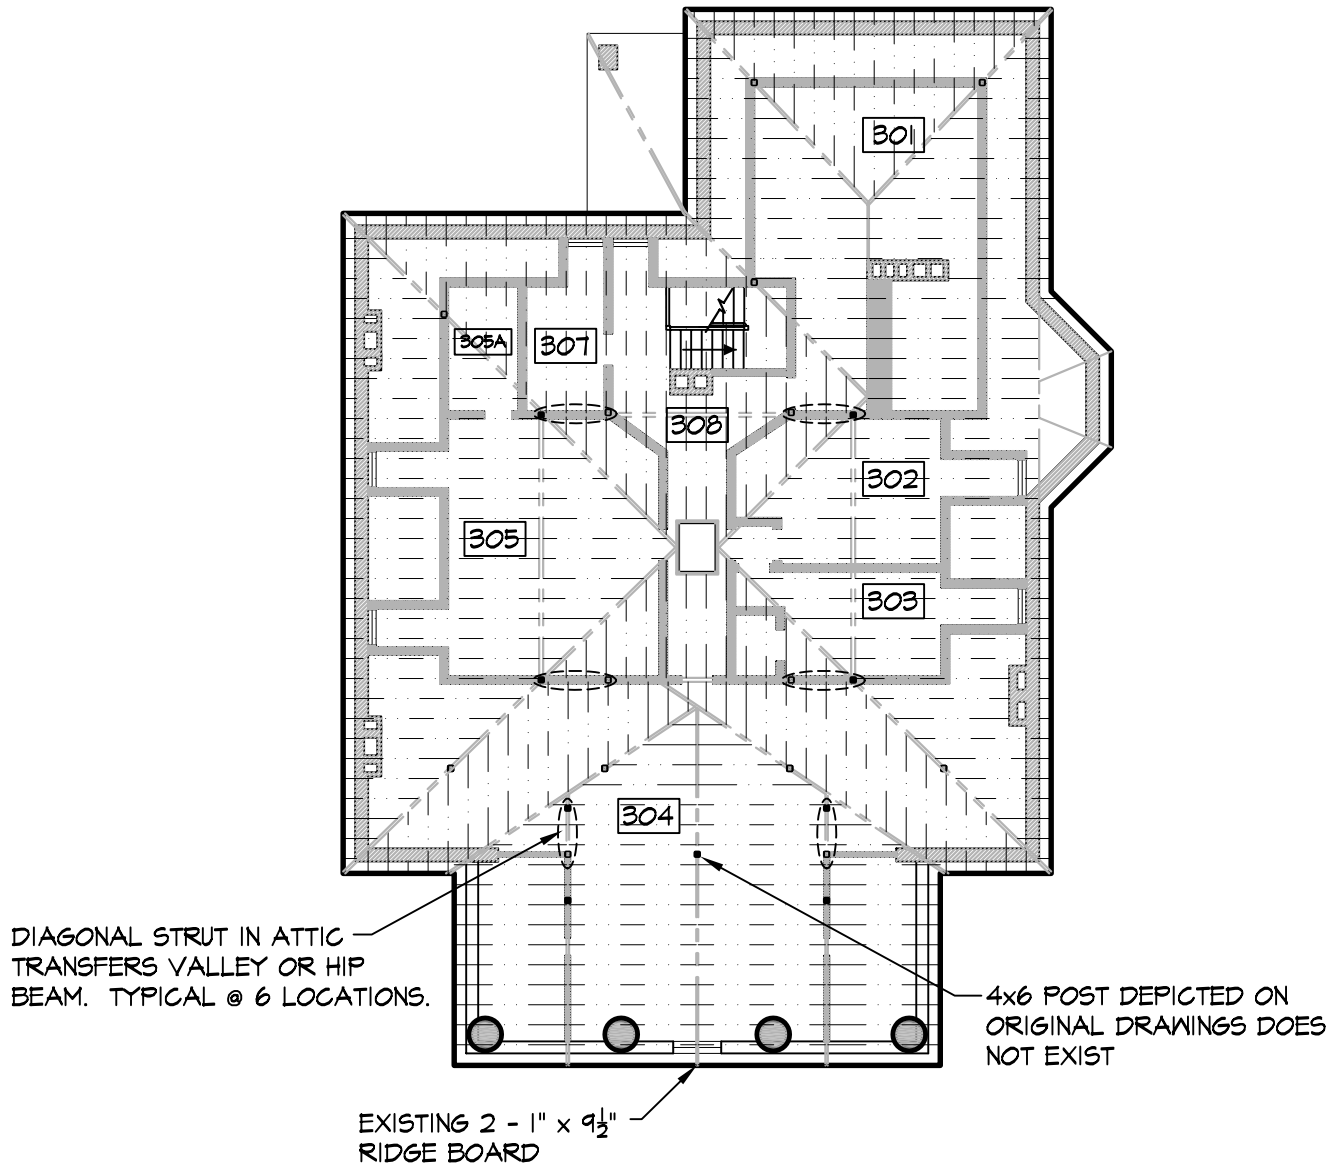 301
305A
307
308
302
305
303
304
DIAGONAL STRUT IN ATTIC
TRANSFERS VALLEY OR HIP
BEAM. TYPICAL @ 6 LOCATIONS.
4x6 POST DEPICTED ON
ORIGINAL DRAWINGS DOES
NOT EXIST
EXISTING 2 - 1" x 9½"
RIDGE BOARD